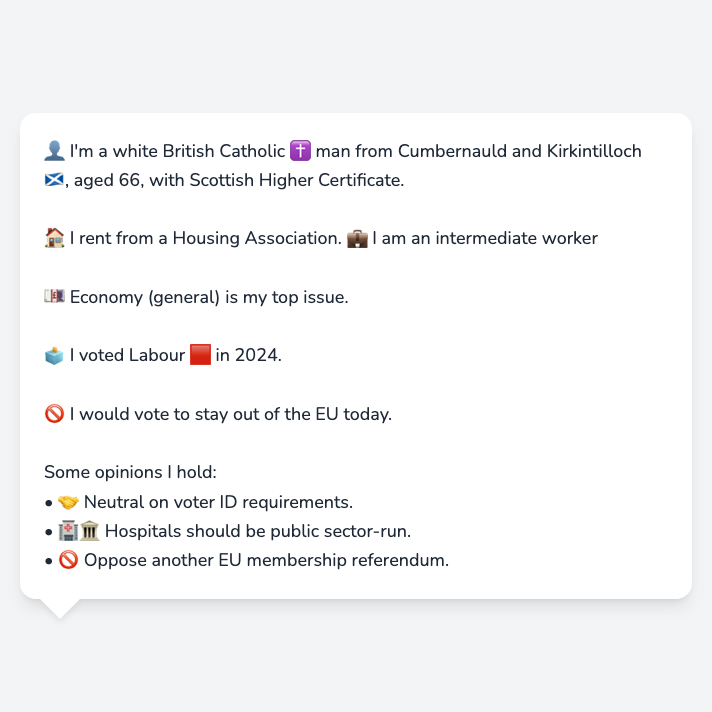 👤 I'm a white British Catholic ✝️ man from Cumbernauld and Kirkintilloch
🏴󠁧󠁢󠁳󠁣󠁴󠁿, aged 66, with Scottish Higher Certificate.
🏠 I rent from a Housing Association. 💼 I am an intermediate worker
💷 Economy (general) is my top issue.
🗳️ I voted Labour 🟥 in 2024.
🚫 I would vote to stay out of the EU today.
Some opinions I hold:
• 🤝 Neutral on voter ID requirements.
• 🏥🏛️ Hospitals should be public sector-run.
• 🚫 Oppose another EU membership referendum.